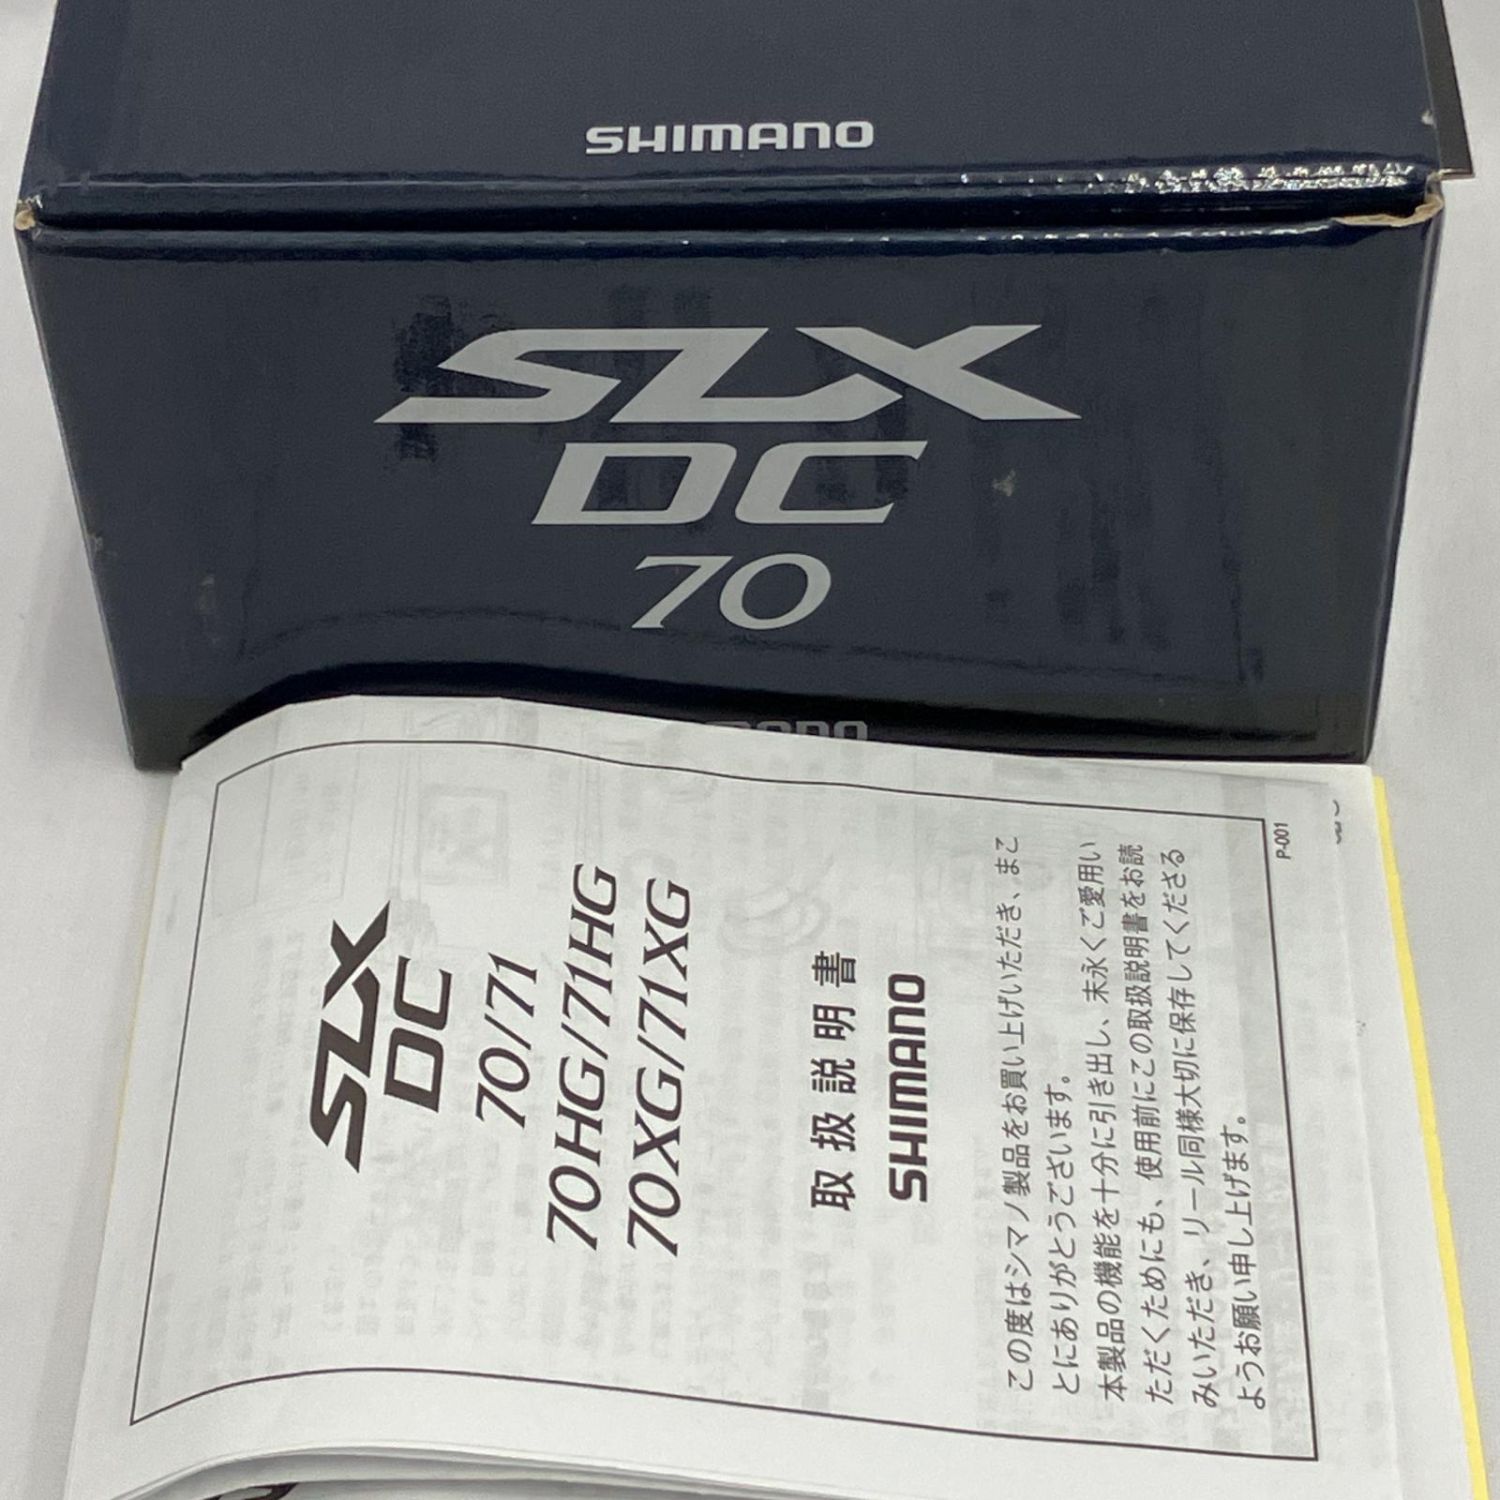 SHIMANO
SLX
DC
70
SLX
DC
70/71
70HG/71HG
70XG/71XG
取扱説明書
SHIMANO
この度はシマノ製品をお買い上げいただき、まこ
とにありがとうございます。
本製品の機能を十分に引き出し、末永くご愛用い
ただくためにも、使用前にこの取扱説明書をお読
みいただき、リール同様大切に保存してくださる
ようお願い申し上げます。
P-001